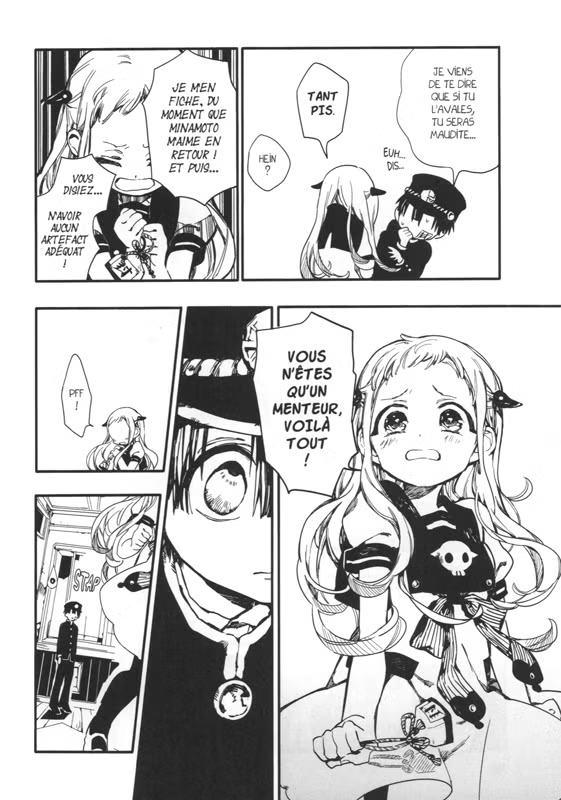 JE VIENS
DE TE DIRE
QUE SI TU
L'AVALES,
TU SERAS
MAUDITE...
EUH...
DIS...
TANT
PIS.
HEIN
?
JE M'EN
FICHE, DU
MOMENT QUE
MINAMOTO
M'AIME EN
RETOUR !
ET PUIS...
VOUS
DISIEZ...
N'AVOIR
AUCUN
ARTEFACT
ADÉQUAT
!
VOUS
N'ÊTES
QU'UN
MENTEUR,
VOILÀ
TOUT !
PFF
!
STAP